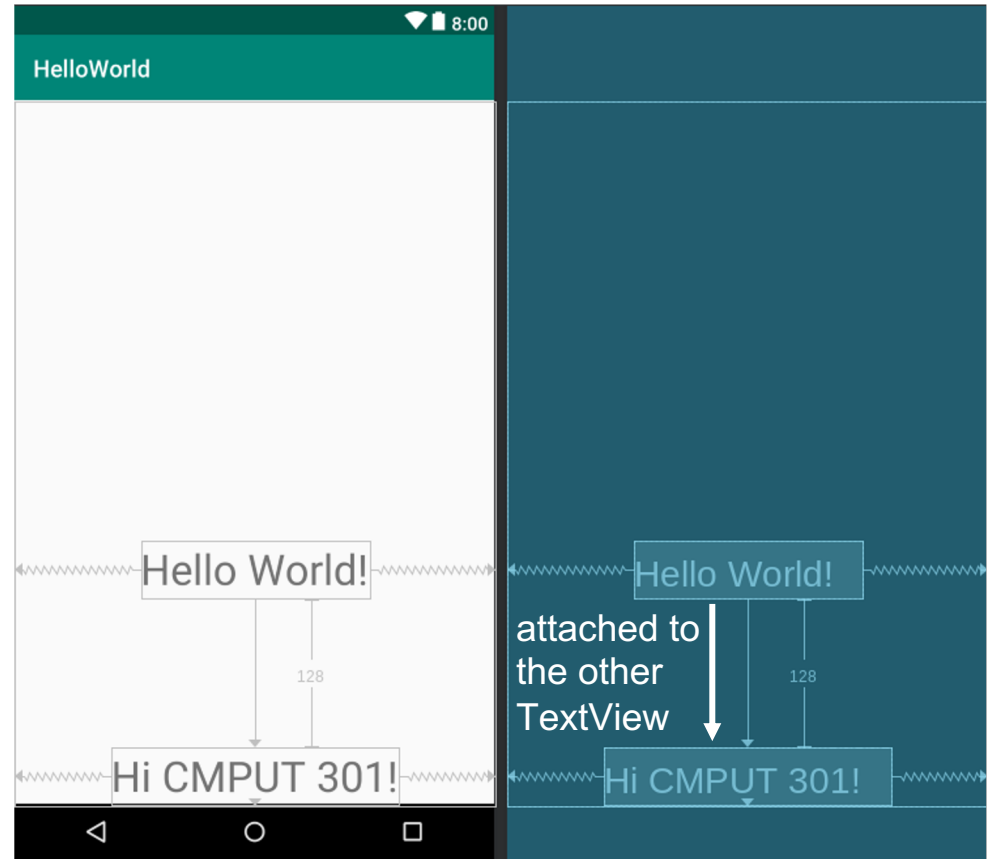 8:00
HelloWorld
Hello World!
128
Hi CMPUT 301!
Hello World!
attached to
the other
TextView
128
Hi CMPUT 301!